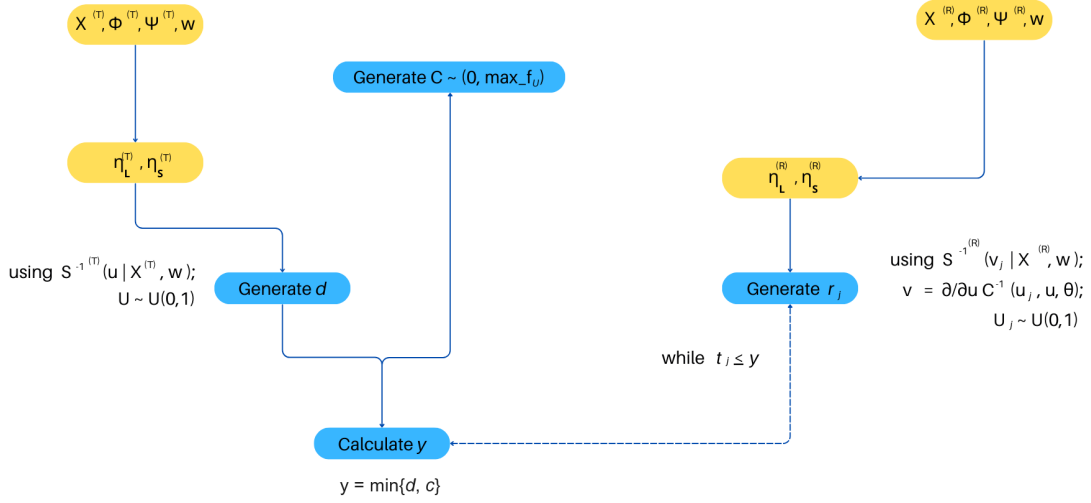 X ⁽ᵀ⁾, Φ ⁽ᵀ⁾, Ψ ⁽ᵀ⁾, w
X ⁽ᴿ⁾, Φ ⁽ᴿ⁾, Ψ ⁽ᴿ⁾, w
Generate C ~ (0, max_f_U)
η_L^(T), η_S^(T)
η_L^(R), η_S^(R)
using S⁻¹^(T) (u | X^(T), w);
U ~ U(0,1)
Generate d
using S⁻¹^(R) (v_j | X^(R), w);
v = ∂/∂u C⁻¹ (u_j, u, θ);
U_j ~ U(0,1)
Generate r_j
while t_j ≤ y
Calculate y
y = min{d, c}